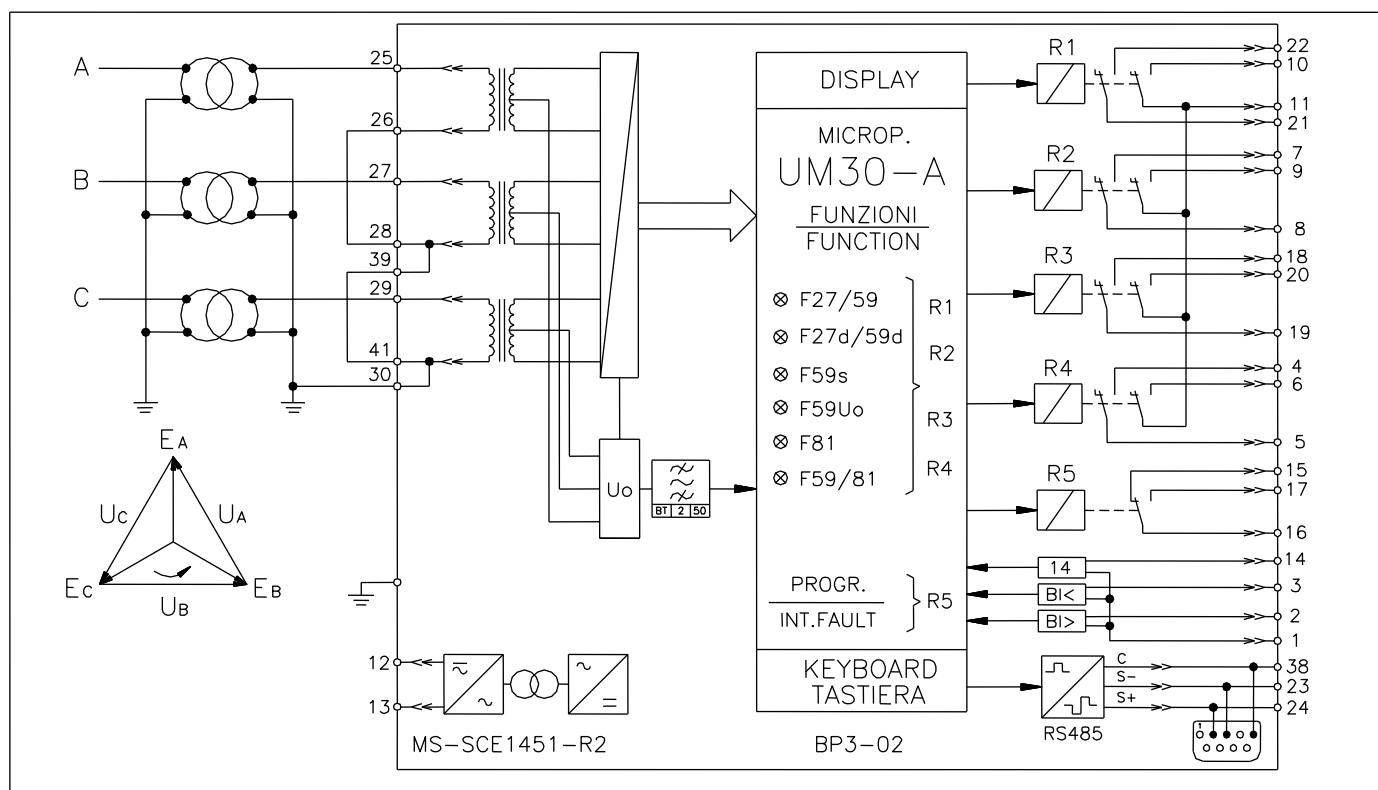 A
B
C
25
26
27
28
39
29
41
30
EA
UC UA
EC UB EB
12
13
MS-SCE1451-R2
Uo
BT 2 50
DISPLAY
MICROP.
UM30-A
FUNZIONI
FUNCTION
F27/59
F27d/59d
F59s
F59Uo
F81
F59/81
R1
R2
R3
R4
PROGR.
INT.FAULT
R5
KEYBOARD
TASTIERA
BP3-02
R1
R2
R3
R4
R5
14
BI<
BI>
C
S-
S+
RS485
22
10
11
21
7
9
8
18
20
19
4
6
5
15
17
16
14
3
2
1
38
23
24
1